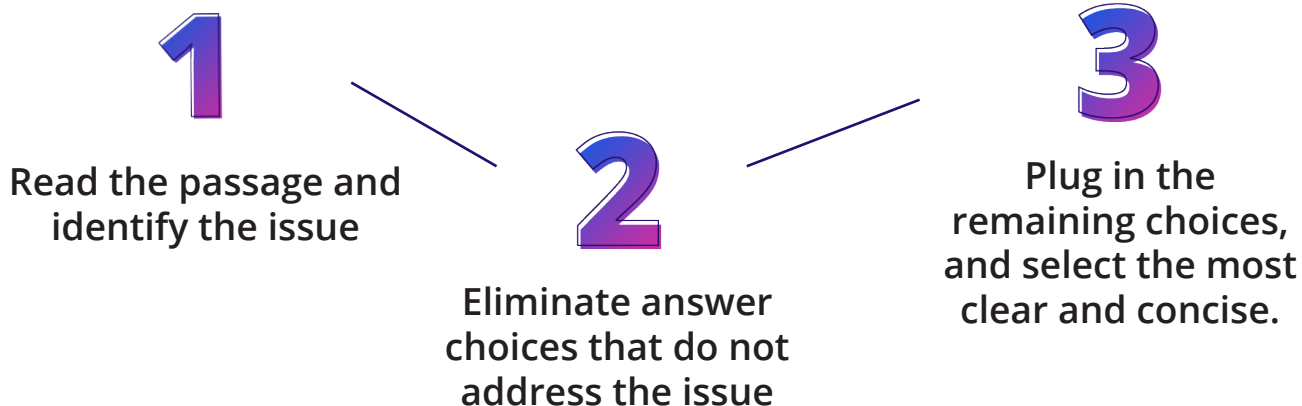 1
Read the passage and
identify the issue
2
Eliminate answer
choices that do not
address the issue
3
Plug in the
remaining choices,
and select the most
clear and concise.